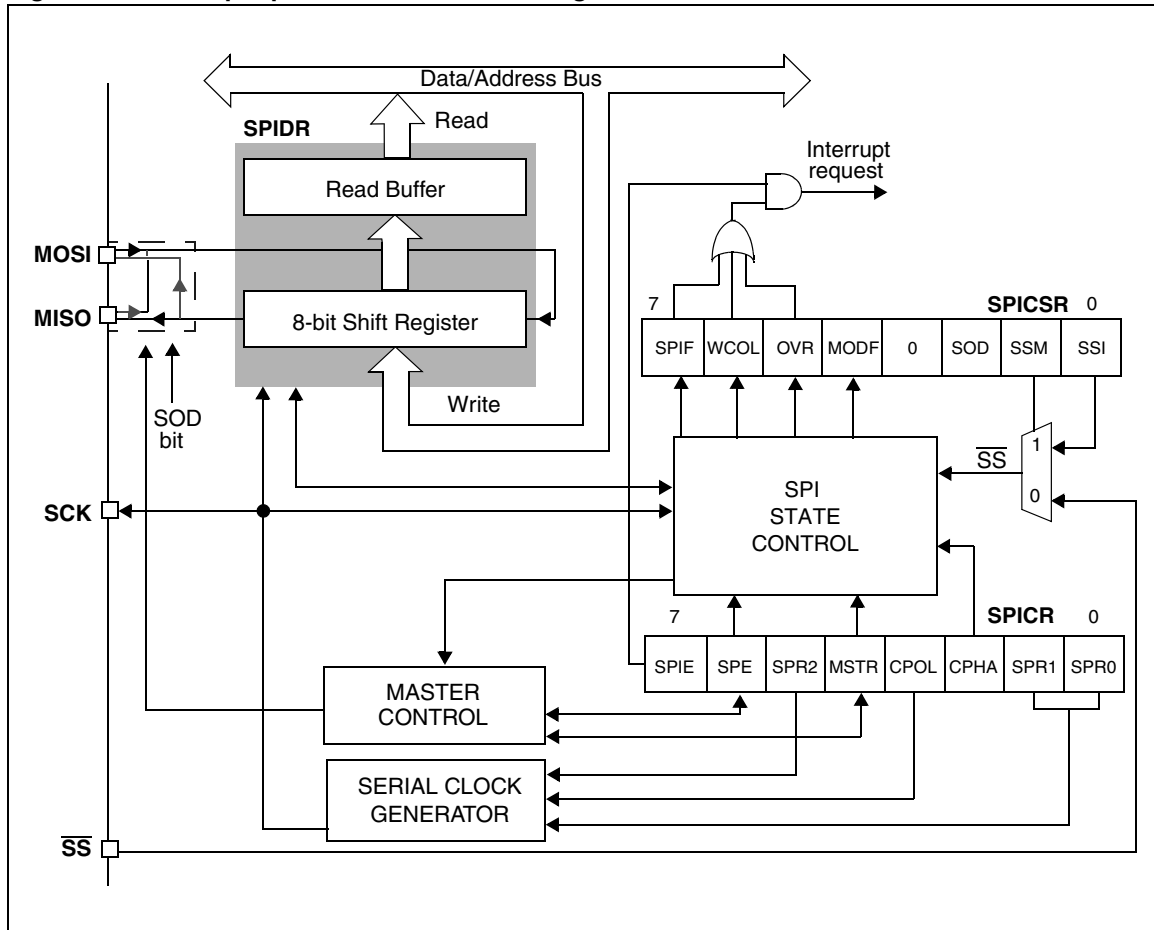 Data/Address Bus
Read
SPIDR
Interrupt
request
Read Buffer
MOSI
MISO
8-bit Shift Register
7
SPICSR
0
SPIF
WCOL
OVR
MODF
0
SOD
SSM
SSI
Write
SOD
bit
1
SS
0
SCK
SPI
STATE
CONTROL
7
SPICR
0
SPIE
SPE
SPR2
MSTR
CPOL
CPHA
SPR1
SPR0
MASTER
CONTROL
SERIAL CLOCK
GENERATOR
SS